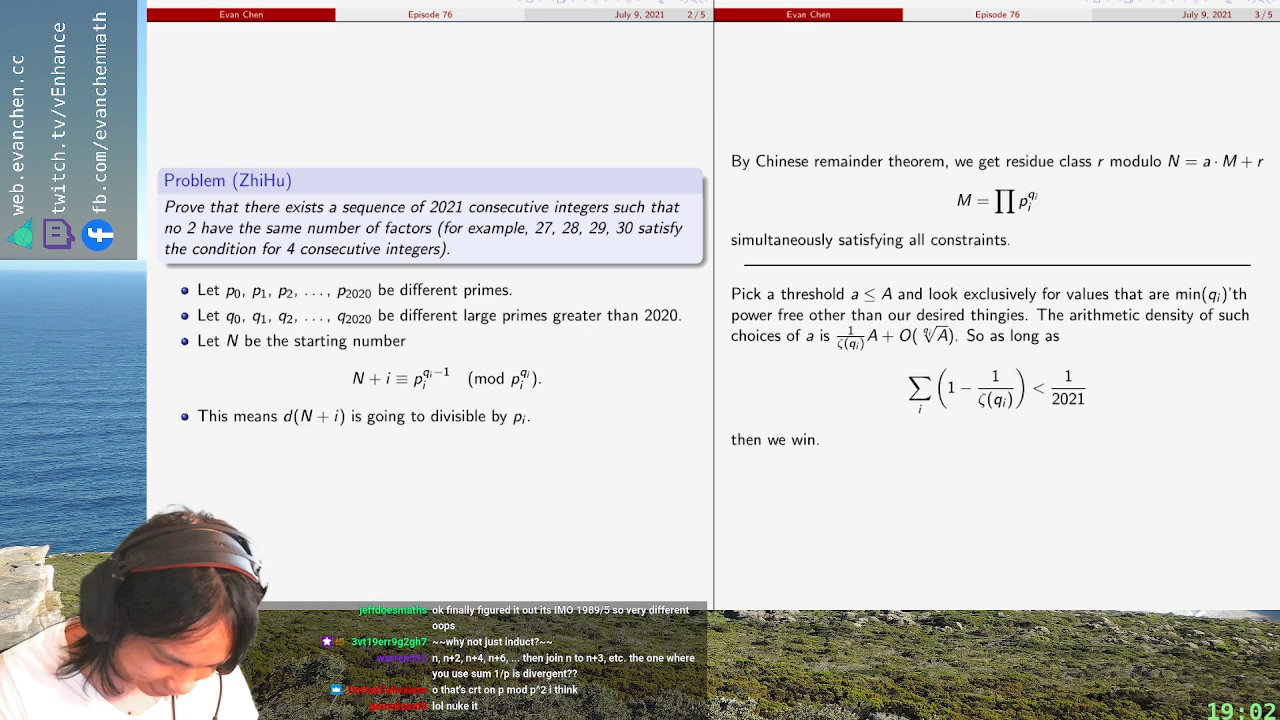 web.evanchen.cc
twitch.tv/vEnhance
fb.com/evanchenmath
Evan Chen Episode 76 July 9, 2021 2 / 5
Problem (ZhiHu)
Prove that there exists a sequence of 2021 consecutive integers such that
no 2 have the same number of factors (for example, 27, 28, 29, 30 satisfy
the condition for 4 consecutive integers).
Let p_0, p_1, p_2, ..., p_2020 be different primes.
Let q_0, q_1, q_2, ..., q_2020 be different large primes greater than 2020.
Let N be the starting number
N + i ≡ p_i^{q_i−1} (mod p_i^{q_i}).
This means d(N + i) is going to divisible by p_i.
Evan Chen Episode 76 July 9, 2021 3 / 5
By Chinese remainder theorem, we get residue class r modulo N = a · M + r
M = ∏ p_i^{q_i}
simultaneously satisfying all constraints.
Pick a threshold a ≤ A and look exclusively for values that are min(q_i)'th
power free other than our desired thingies. The arithmetic density of such
choices of a is 1/ζ(q_i) A + O(\sqrt[q_i]{A}). So as long as
∑_i (1 − 1/ζ(q_i)) < 1/2021
then we win.
jeffdoesmaths ok finally figured it out its IMO 1989/5 so very different
oops
3vt19err9g2gh7: ~~why not just induct?~~
n, n+2, n+4, n+6, ... then join n to n+3, etc. the one where
you use sum 1/p is divergent??
o that's crt on p mod p^2 i think
lol nuke it
19:02